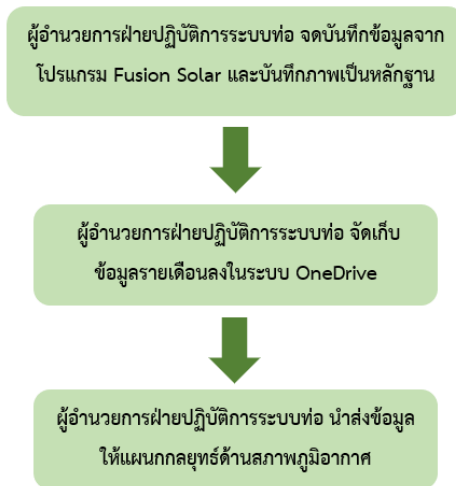 ผู้อำนวยการฝ่ายปฏิบัติการระบบท่อ จดบันทึกข้อมูลจาก
โปรแกรม Fusion Solar และบันทึกภาพเป็นหลักฐาน
ผู้อำนวยการฝ่ายปฏิบัติการระบบท่อ จัดเก็บ
ข้อมูลรายเดือนลงในระบบ OneDrive
ผู้อำนวยการฝ่ายปฏิบัติการระบบท่อ นำส่งข้อมูล
ให้แผนกกลยุทธ์ด้านสภาพภูมิอากาศ